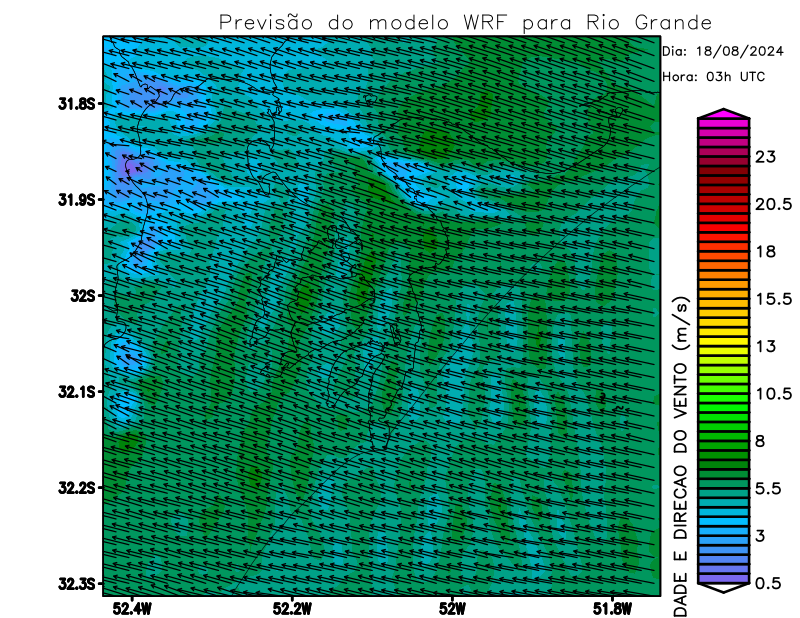 Previsão do modelo WRF para Rio Grande
Dia: 18/08/2024
Hora: 03h UTC
31.8S
31.9S
32S
32.1S
32.2S
32.3S
52.4W
52.2W
52W
51.8W
DADE E DIRECAO DO VENTO (m/s)
23
20.5
18
15.5
13
10.5
8
5.5
3
0.5